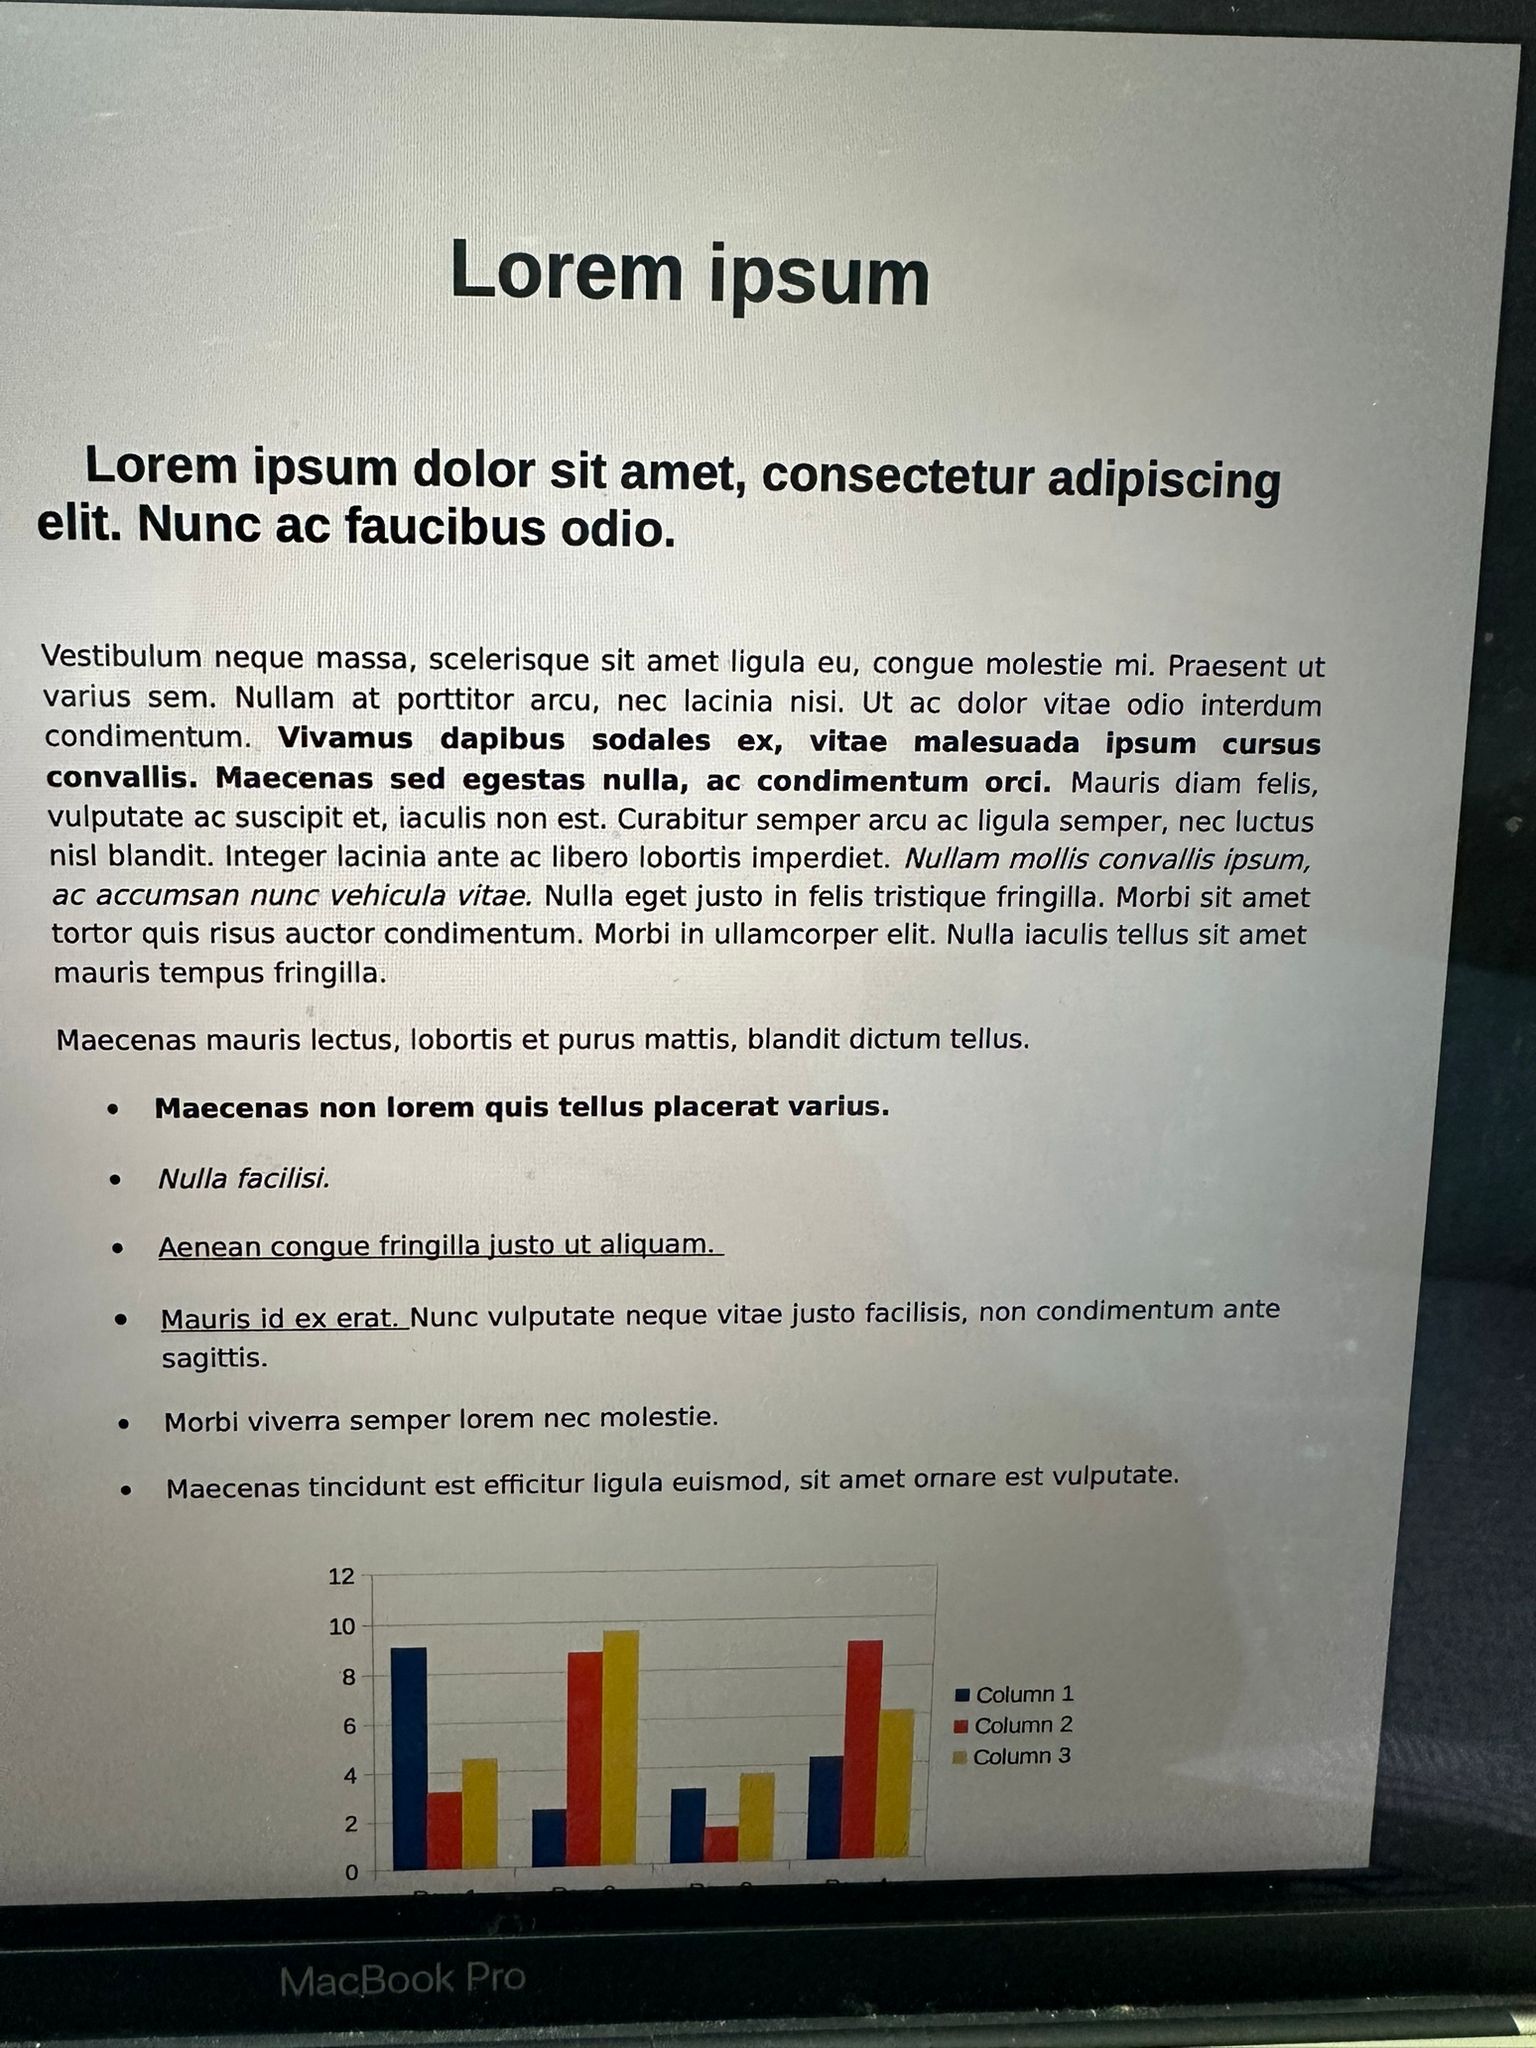 Lorem ipsum
Lorem ipsum dolor sit amet, consectetur adipiscing
elit. Nunc ac faucibus odio.
Vestibulum neque massa, scelerisque sit amet ligula eu, congue molestie mi. Praesent ut
varius sem. Nullam at porttitor arcu, nec lacinia nisi. Ut ac dolor vitae odio interdum
condimentum. Vivamus dapibus sodales ex, vitae malesuada ipsum cursus
convallis. Maecenas sed egestas nulla, ac condimentum orci. Mauris diam felis,
vulputate ac suscipit et, iaculis non est. Curabitur semper arcu ac ligula semper, nec luctus
nisl blandit. Integer lacinia ante ac libero lobortis imperdiet. Nullam mollis convallis ipsum,
ac accumsan nunc vehicula vitae. Nulla eget justo in felis tristique fringilla. Morbi sit amet
tortor quis risus auctor condimentum. Morbi in ullamcorper elit. Nulla iaculis tellus sit amet
mauris tempus fringilla.
Maecenas mauris lectus, lobortis et purus mattis, blandit dictum tellus.
• Maecenas non lorem quis tellus placerat varius.
• Nulla facilisi.
• Aenean congue fringilla justo ut aliquam.
• Mauris id ex erat. Nunc vulputate neque vitae justo facilisis, non condimentum ante
sagittis.
• Morbi viverra semper lorem nec molestie.
• Maecenas tincidunt est efficitur ligula euismod, sit amet ornare est vulputate.
12
10
8
6
4
2
0
Column 1
Column 2
Column 3
MacBook Pro